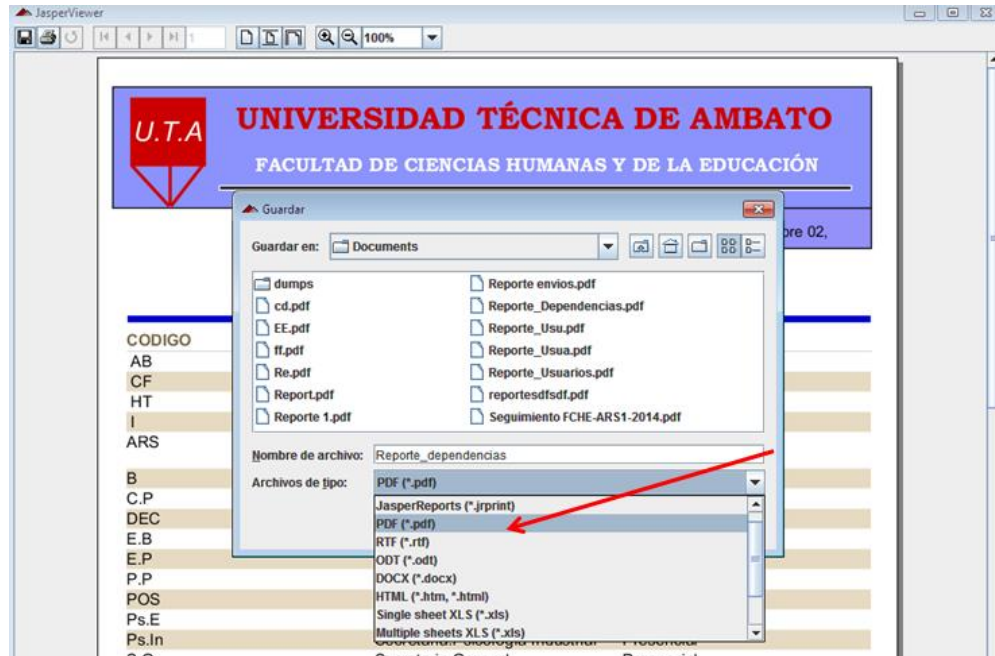 JasperViewer
1
100%
U.T.A
UNIVERSIDAD TÉCNICA DE AMBATO
FACULTAD DE CIENCIAS HUMANAS Y DE LA EDUCACIÓN
02,
Guardar
Guardar en: Documents
dumps
cd.pdf
EE.pdf
ff.pdf
Re.pdf
Report.pdf
Reporte 1.pdf
Reporte envios.pdf
Reporte_Dependencias.pdf
Reporte_Usu.pdf
Reporte_Usua.pdf
Reporte_Usuarios.pdf
reportesdfsdf.pdf
Seguimiento FCHE-ARS1-2014.pdf
Nombre de archivo: Reporte_dependencias
Archivos de tipo: PDF (*.pdf)
JasperReports (*.jrprint)
PDF (*.pdf)
RTF (*.rtf)
ODT (*.odt)
DOCX (*.docx)
HTML (*.htm, *.html)
Single sheet XLS (*.xls)
Multiple sheets XLS (*.xls)
CODIGO
AB
CF
HT
I
ARS
B
C.P
DEC
E.B
E.P
P.P
POS
Ps.E
Ps.In